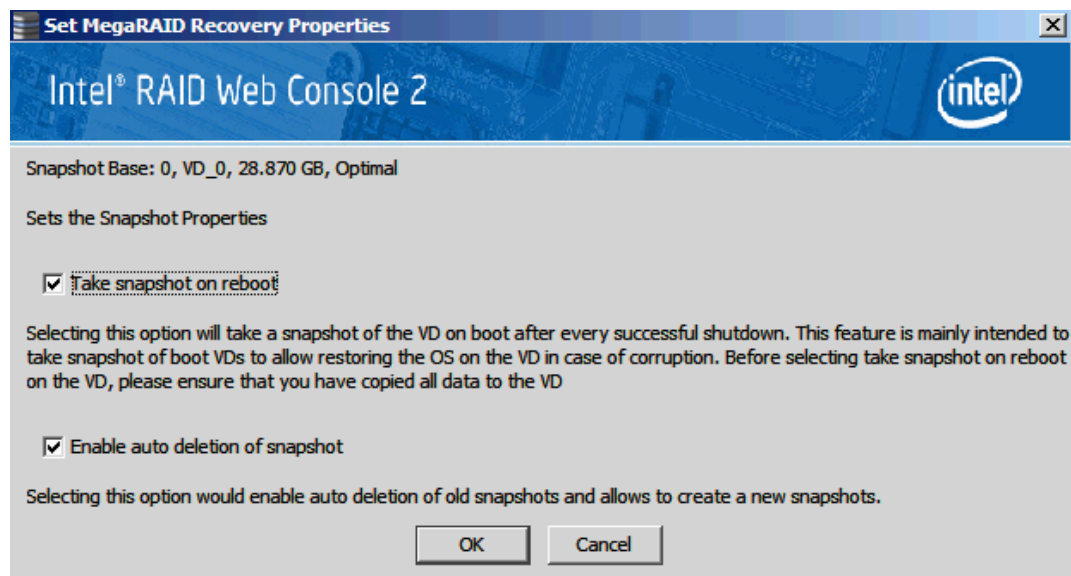 Set MegaRAID Recovery Properties
Intel® RAID Web Console 2
intel
Snapshot Base: 0, VD_0, 28.870 GB, Optimal
Sets the Snapshot Properties
Take snapshot on reboot
Selecting this option will take a snapshot of the VD on boot after every successful shutdown. This feature is mainly intended to
take snapshot of boot VDs to allow restoring the OS on the VD in case of corruption. Before selecting take snapshot on reboot
on the VD, please ensure that you have copied all data to the VD
Enable auto deletion of snapshot
Selecting this option would enable auto deletion of old snapshots and allows to create a new snapshots.
OK Cancel